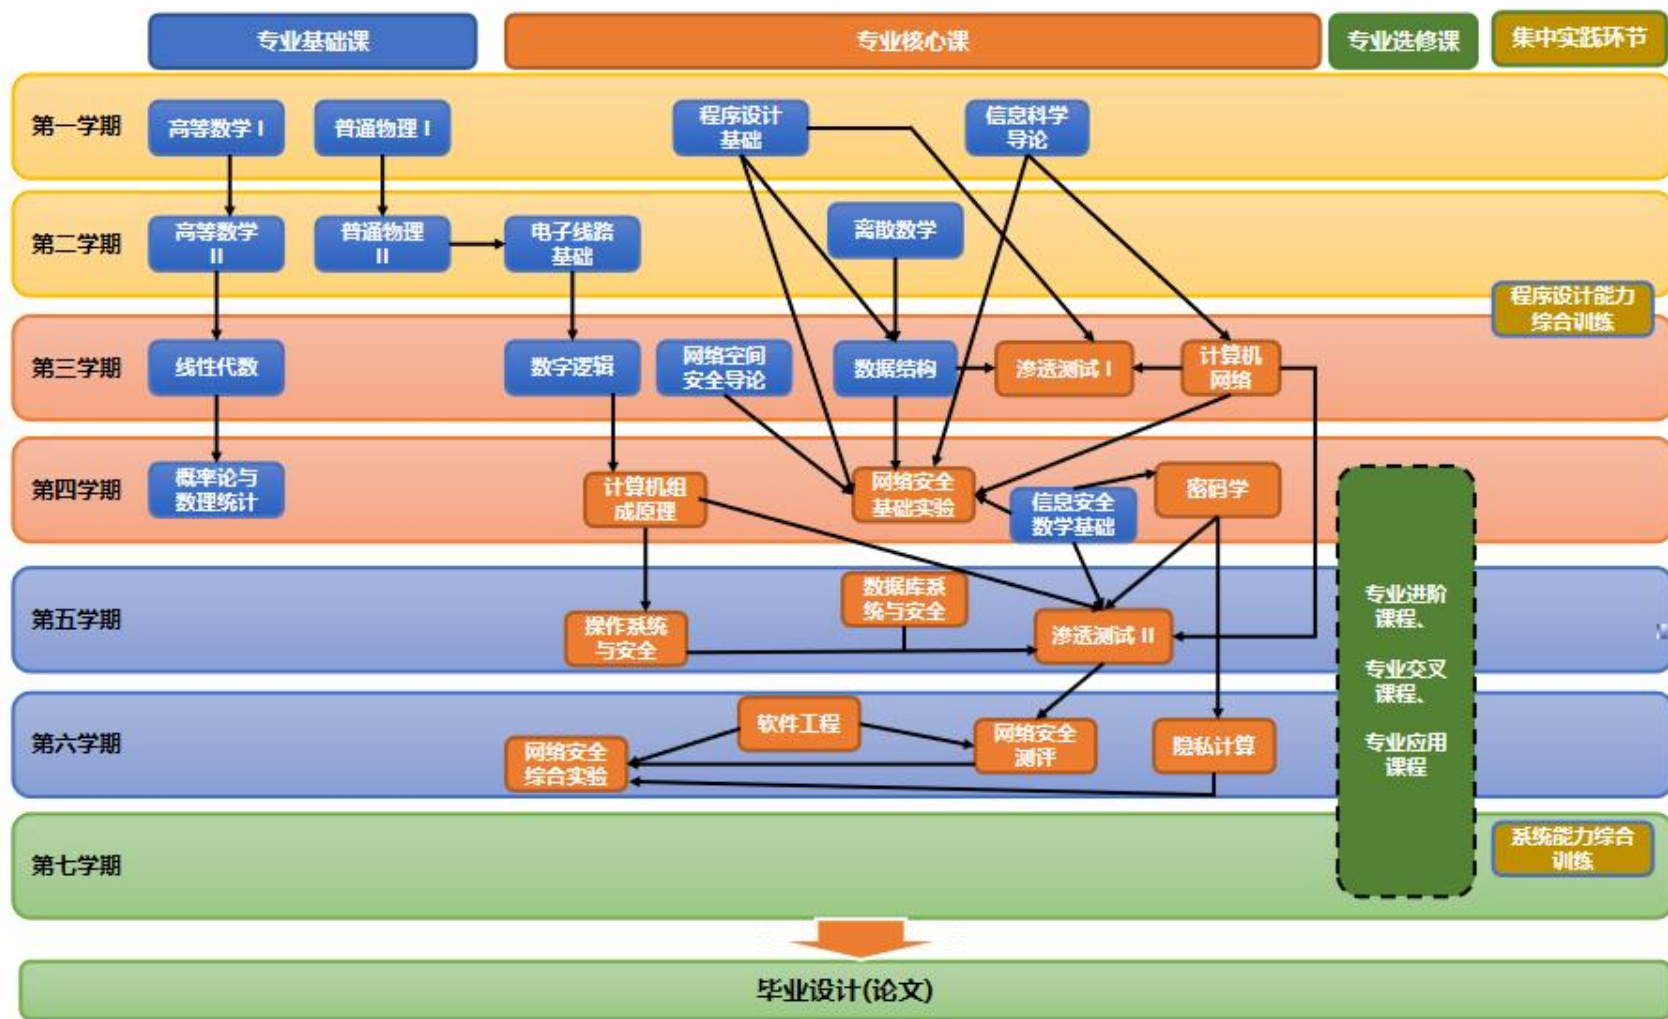 专业基础课
专业核心课
专业选修课
集中实践环节
第一学期
高等数学 I
普通物理 I
程序设计
基础
信息科学
导论
第二学期
高等数学
II
普通物理
II
电子线路
基础
离散数学
程序设计能力
综合训练
第三学期
线性代数
数字逻辑
网络空间
安全导论
数据结构
渗透测试 I
计算机
网络
第四学期
概率论与
数理统计
计算机组
成原理
网络安全
基础实验
信息安全
数学基础
密码学
第五学期
操作系统
与安全
数据库系
统与安全
渗透测试 II
专业进阶
课程、
专业交叉
课程、
专业应用
课程
第六学期
网络安全
综合实验
软件工程
网络安全
测评
隐私计算
第七学期
系统能力综合
训练
毕业设计(论文)